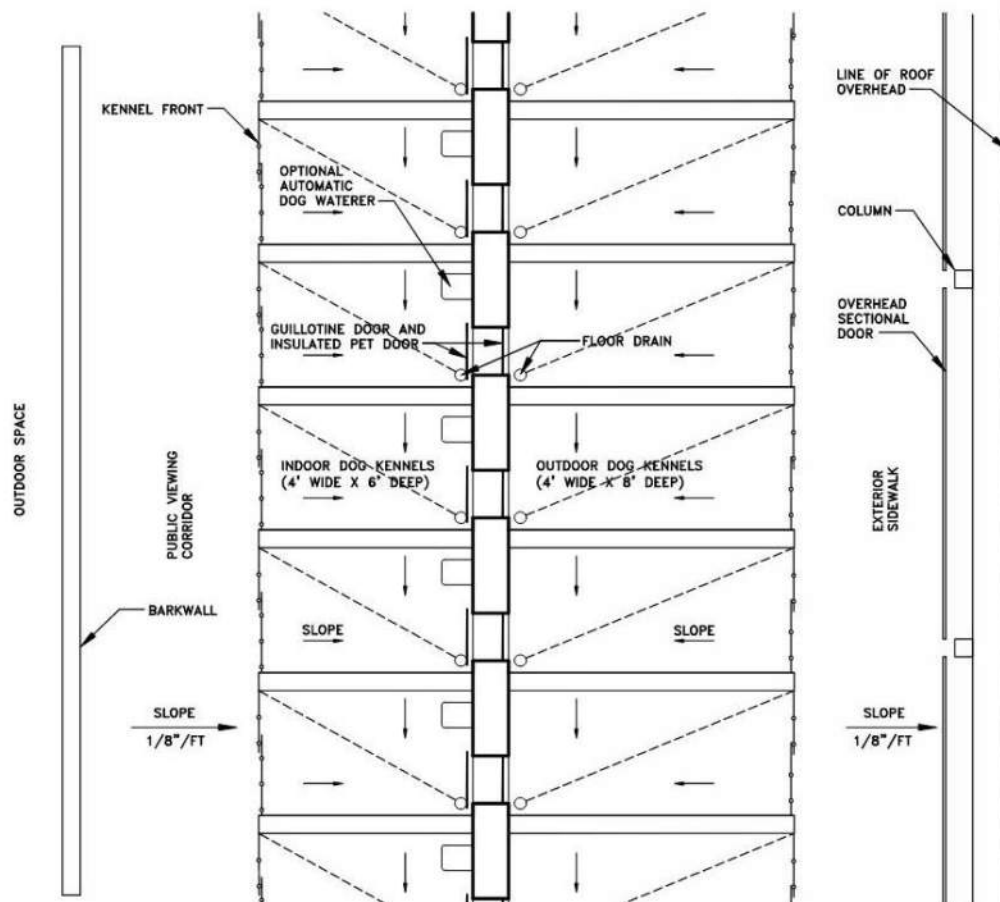 LINE OF ROOF
OVERHEAD
KENNEL FRONT
OPTIONAL
AUTOMATIC
DOG WATERER
COLUMN
GUILLOTINE DOOR AND
INSULATED PET DOOR
FLOOR DRAIN
OVERHEAD
SECTIONAL
DOOR
OUTDOOR SPACE
PUBLIC VIEWING
CORRIDOR
INDOOR DOG KENNELS
(4' WIDE X 6' DEEP)
OUTDOOR DOG KENNELS
(4' WIDE X 8' DEEP)
EXTERIOR
SIDEWALK
BARKWALL
SLOPE
SLOPE
SLOPE
1/8"/FT
SLOPE
1/8"/FT